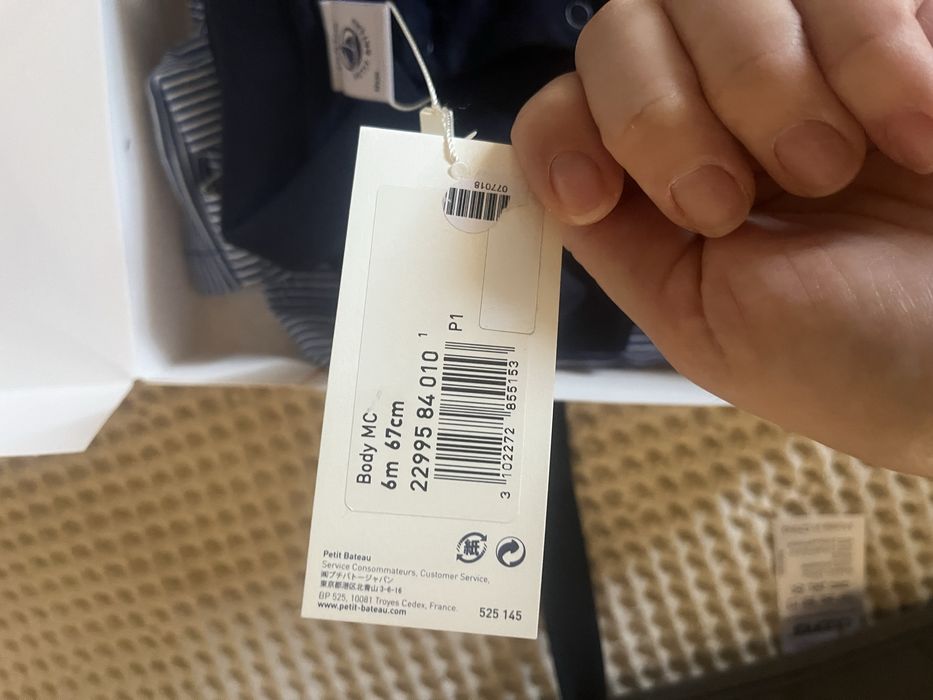 077018
Body MC
6m 67cm
22995 84 010 1
P1
3 102272 855153
Petit Bateau
Service Consommateurs, Customer Service,
㈱プチバトージャパン
東京都港区北青山3-6-16
BP 525, 10081 Troyes Cedex, France.
www.petit-bateau.com
525 145